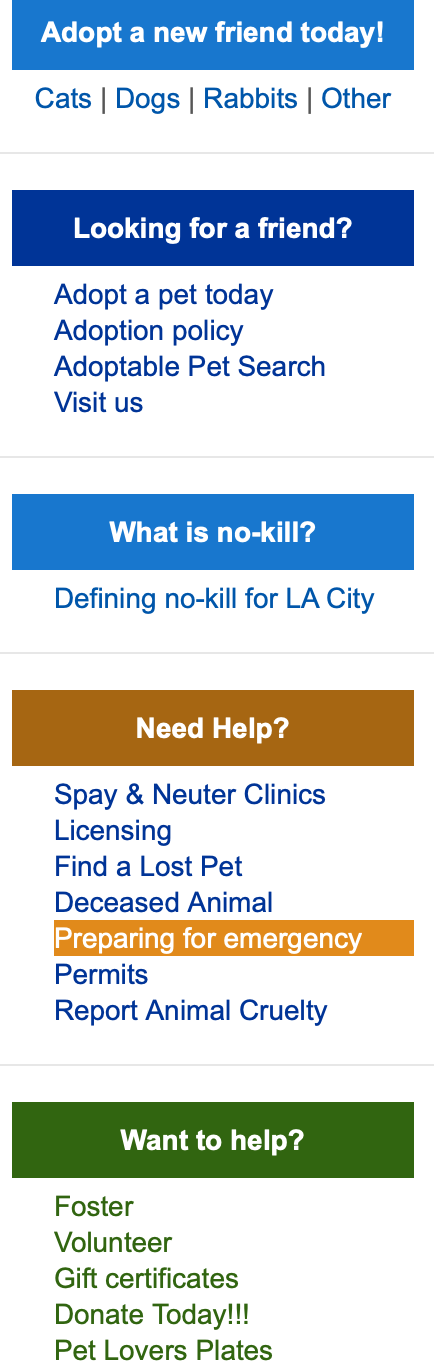 Adopt a new friend today!
Cats | Dogs | Rabbits | Other
Looking for a friend?
Adopt a pet today
Adoption policy
Adoptable Pet Search
Visit us
What is no-kill?
Defining no-kill for LA City
Need Help?
Spay & Neuter Clinics
Licensing
Find a Lost Pet
Deceased Animal
Preparing for emergency
Permits
Report Animal Cruelty
Want to help?
Foster
Volunteer
Gift certificates
Donate Today!!!
Pet Lovers Plates